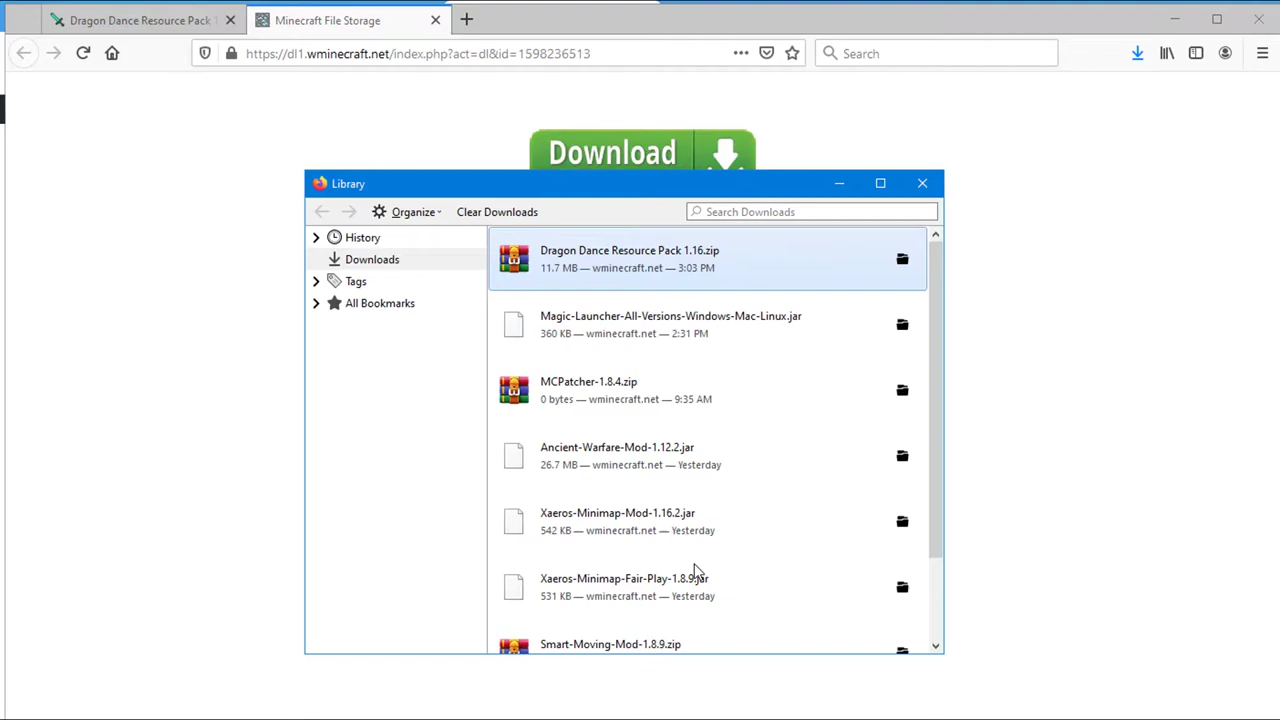 Dragon Dance Resource Pack 1
Minecraft File Storage
https://dl1.wminecraft.net/index.php?act=dl&id=1598236513
Search
Download
Library
Organize
Clear Downloads
Search Downloads
History
Downloads
Tags
All Bookmarks
Dragon Dance Resource Pack 1.16.zip
11.7 MB — wminecraft.net — 3:03 PM
Magic-Launcher-All-Versions-Windows-Mac-Linux.jar
360 KB — wminecraft.net — 2:31 PM
MCPatcher-1.8.4.zip
0 bytes — wminecraft.net — 9:35 AM
Ancient-Warfare-Mod-1.12.2.jar
26.7 MB — wminecraft.net — Yesterday
Xaeros-Minimap-Mod-1.16.2.jar
542 KB — wminecraft.net — Yesterday
Xaeros-Minimap-Fair-Play-1.8.9.jar
531 KB — wminecraft.net — Yesterday
Smart-Moving-Mod-1.8.9.zip